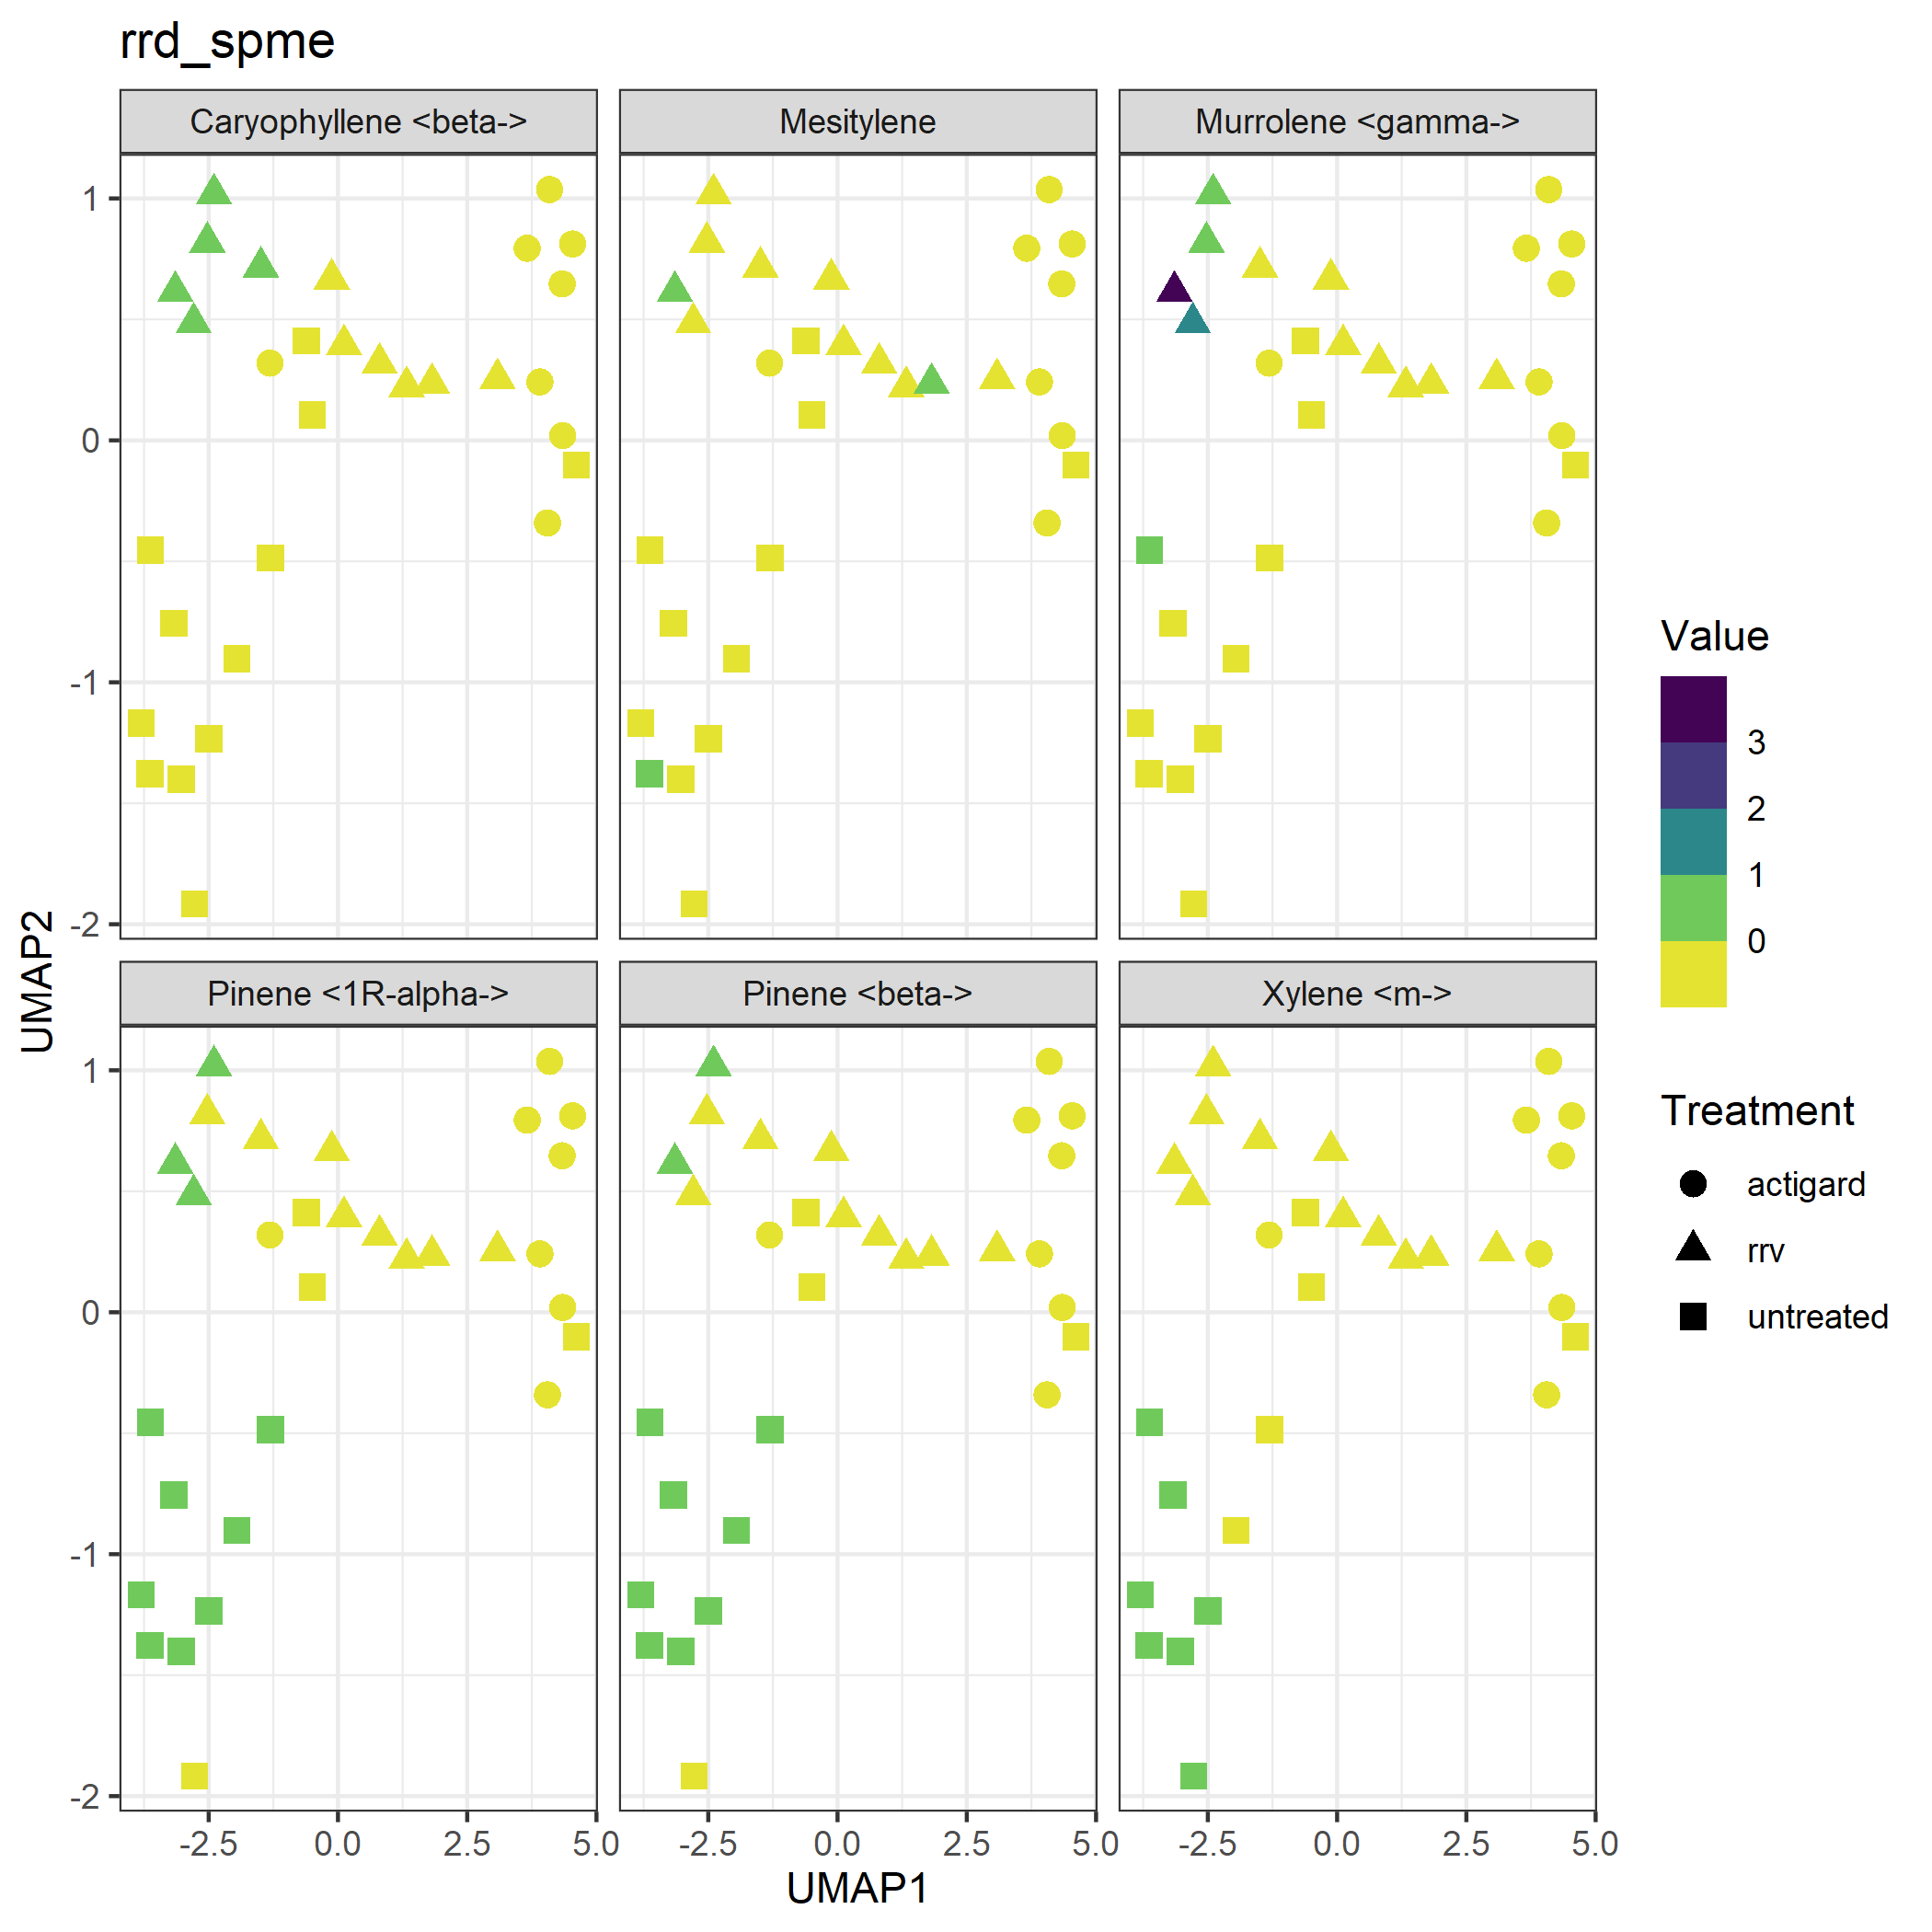 rrd_spme
Caryophyllene <beta->
Mesitylene
Murrolene <gamma->
1
0
-1
-2
Pinene <1R-alpha->
Pinene <beta->
Xylene <m->
1
0
-1
-2
-2.5 0.0 2.5 5.0
-2.5 0.0 2.5 5.0
-2.5 0.0 2.5 5.0
UMAP1
UMAP2
Value
3
2
1
0
Treatment
actigard
rrv
untreated